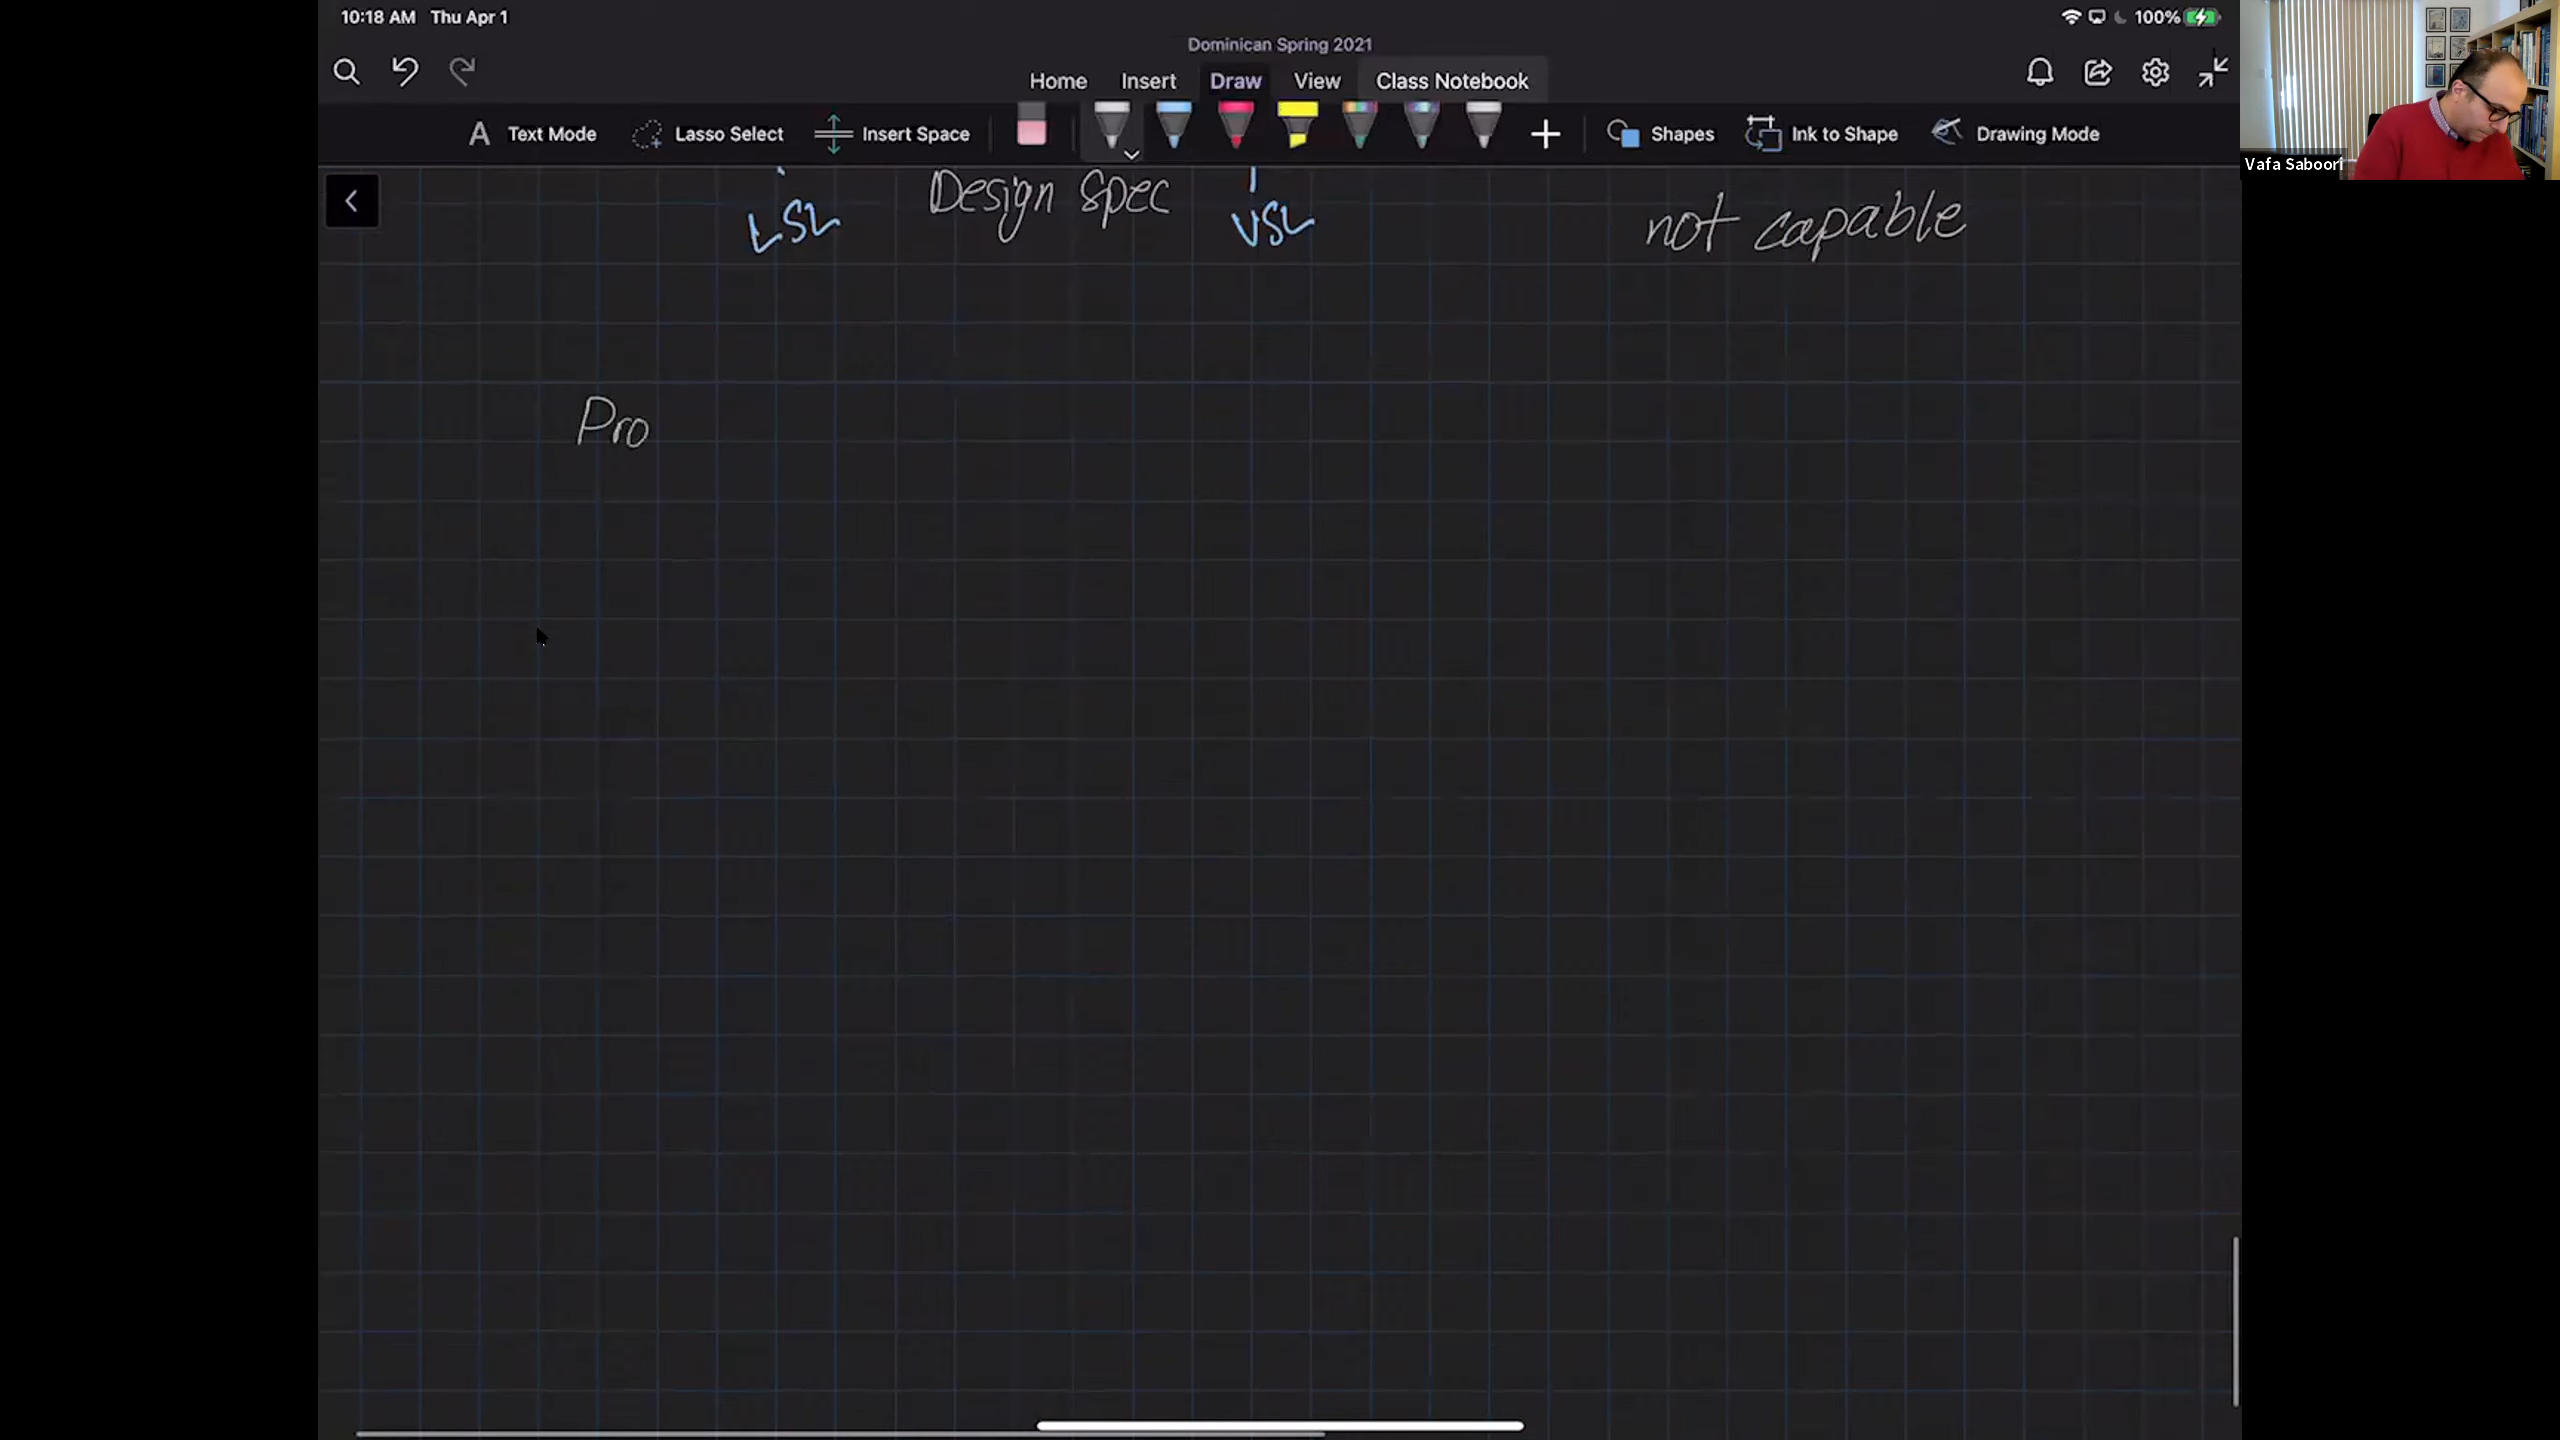 10:18 AM Thu Apr 1
100%
Dominican Spring 2021
Home Insert Draw View Class Notebook
Text Mode Lasso Select Insert Space Shapes Ink to Shape Drawing Mode
Vafa Saboori
LSL Design Spec USL not capable
Pro